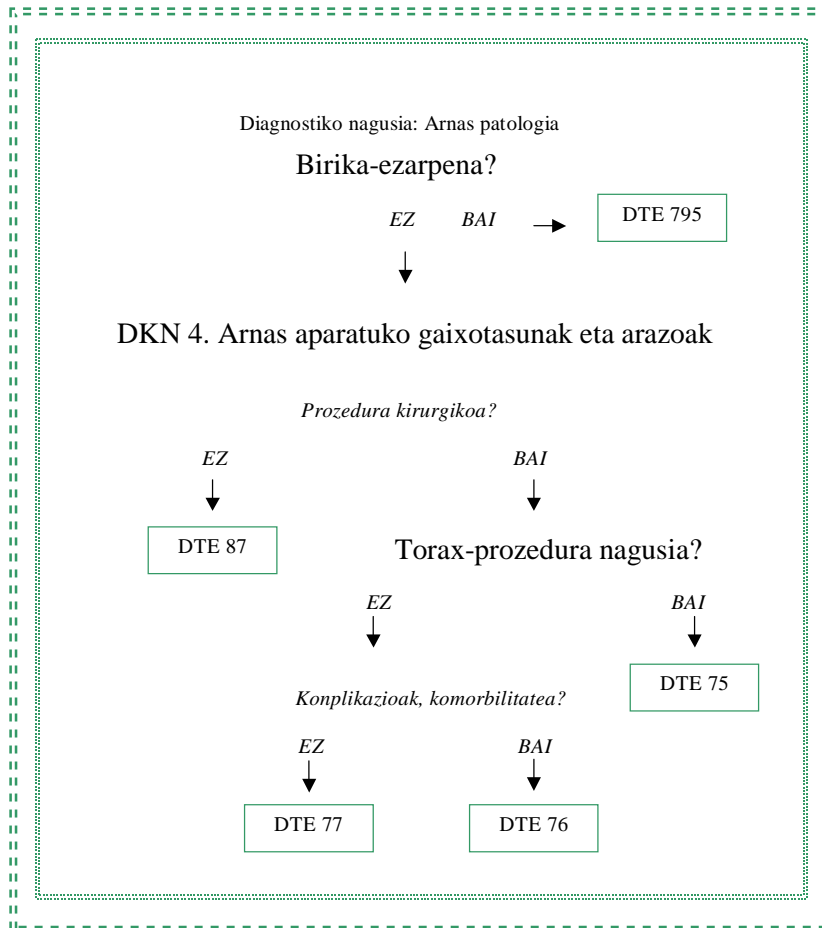 Diagnostiko nagusia: Arnas patologia
Birika-ezarpena?
EZ BAI DTE 795
DKN 4. Arnas aparatuko gaixotasunak eta arazoak
Prozedura kirurgikoa?
EZ BAI
DTE 87 Torax-prozedura nagusia?
EZ BAI
DTE 75
Konplikazioak, komorbilitatea?
EZ BAI
DTE 77 DTE 76